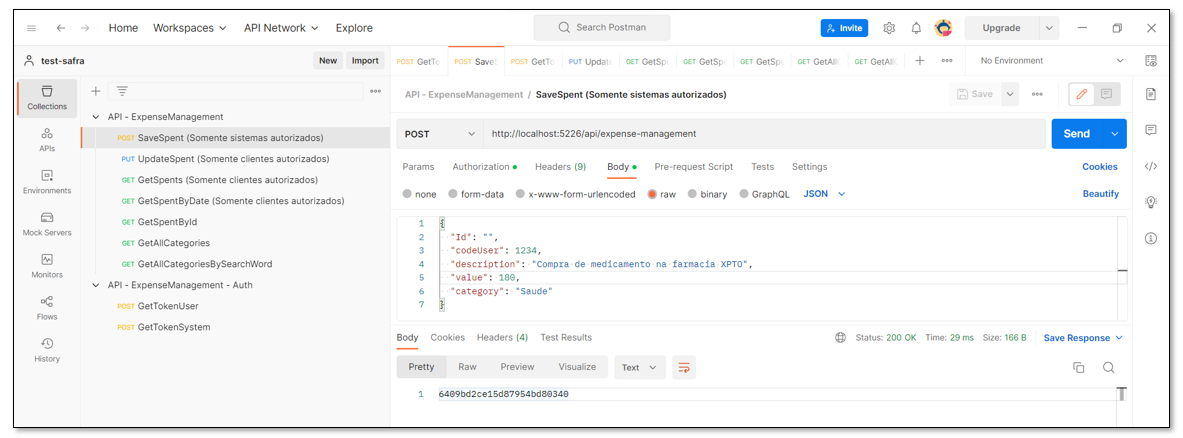 Home Workspaces API Network Explore Search Postman Invite Upgrade
test-safra New Import POST GetTo POST SaveS POST GetTo PUT Update GET GetSpe GET GetSpe GET GetSpe GET GetAllC GET GetAllC No Environment
Collections
APIs
Environments
Mock Servers
Monitors
Flows
History
API - ExpenseManagement
POST SaveSpent (Somente sistemas autorizados)
PUT UpdateSpent (Somente clientes autorizados)
GET GetSpents (Somente clientes autorizados)
GET GetSpentByDate (Somente clientes autorizados)
GET GetSpentById
GET GetAllCategories
GET GetAllCategoriesBySearchWord
API - ExpenseManagement - Auth
POST GetTokenUser
POST GetTokenSystem
API - ExpenseManagement / SaveSpent (Somente sistemas autorizados) Save
POST http://localhost:5226/api/expense-management Send
Params Authorization Headers (9) Body Pre-request Script Tests Settings Cookies
none form-data x-www-form-urlencoded raw binary GraphQL JSON Beautify
1 {
2 "Id": "",
3 "codeUser": 1234,
4 "description": "Compra de medicamento na farmacia XPTO",
5 "value": 180,
6 "category": "Saude"
7 }
Body Cookies Headers (4) Test Results Status: 200 OK Time: 29 ms Size: 166 B Save Response
Pretty Raw Preview Visualize Text
1 6409bd2ce15d87954bd80340